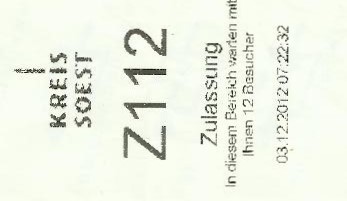 KREIS
SOEST
Z112
Zulassung
In diesem Bereich warten mit
Ihnen 12 Besucher
03.12.2012 07:22:32